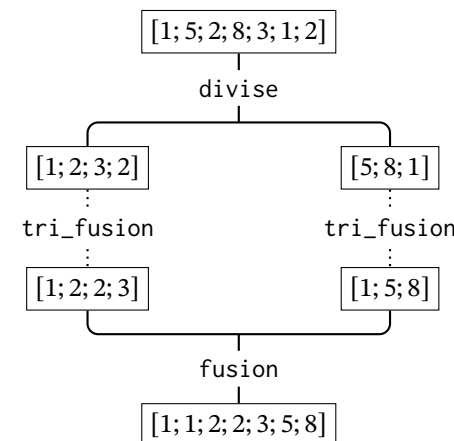 [1; 5; 2; 8; 3; 1; 2]
divise
[1; 2; 3; 2] [5; 8; 1]
tri_fusion tri_fusion
[1; 2; 2; 3] [1; 5; 8]
fusion
[1; 1; 2; 2; 3; 5; 8]